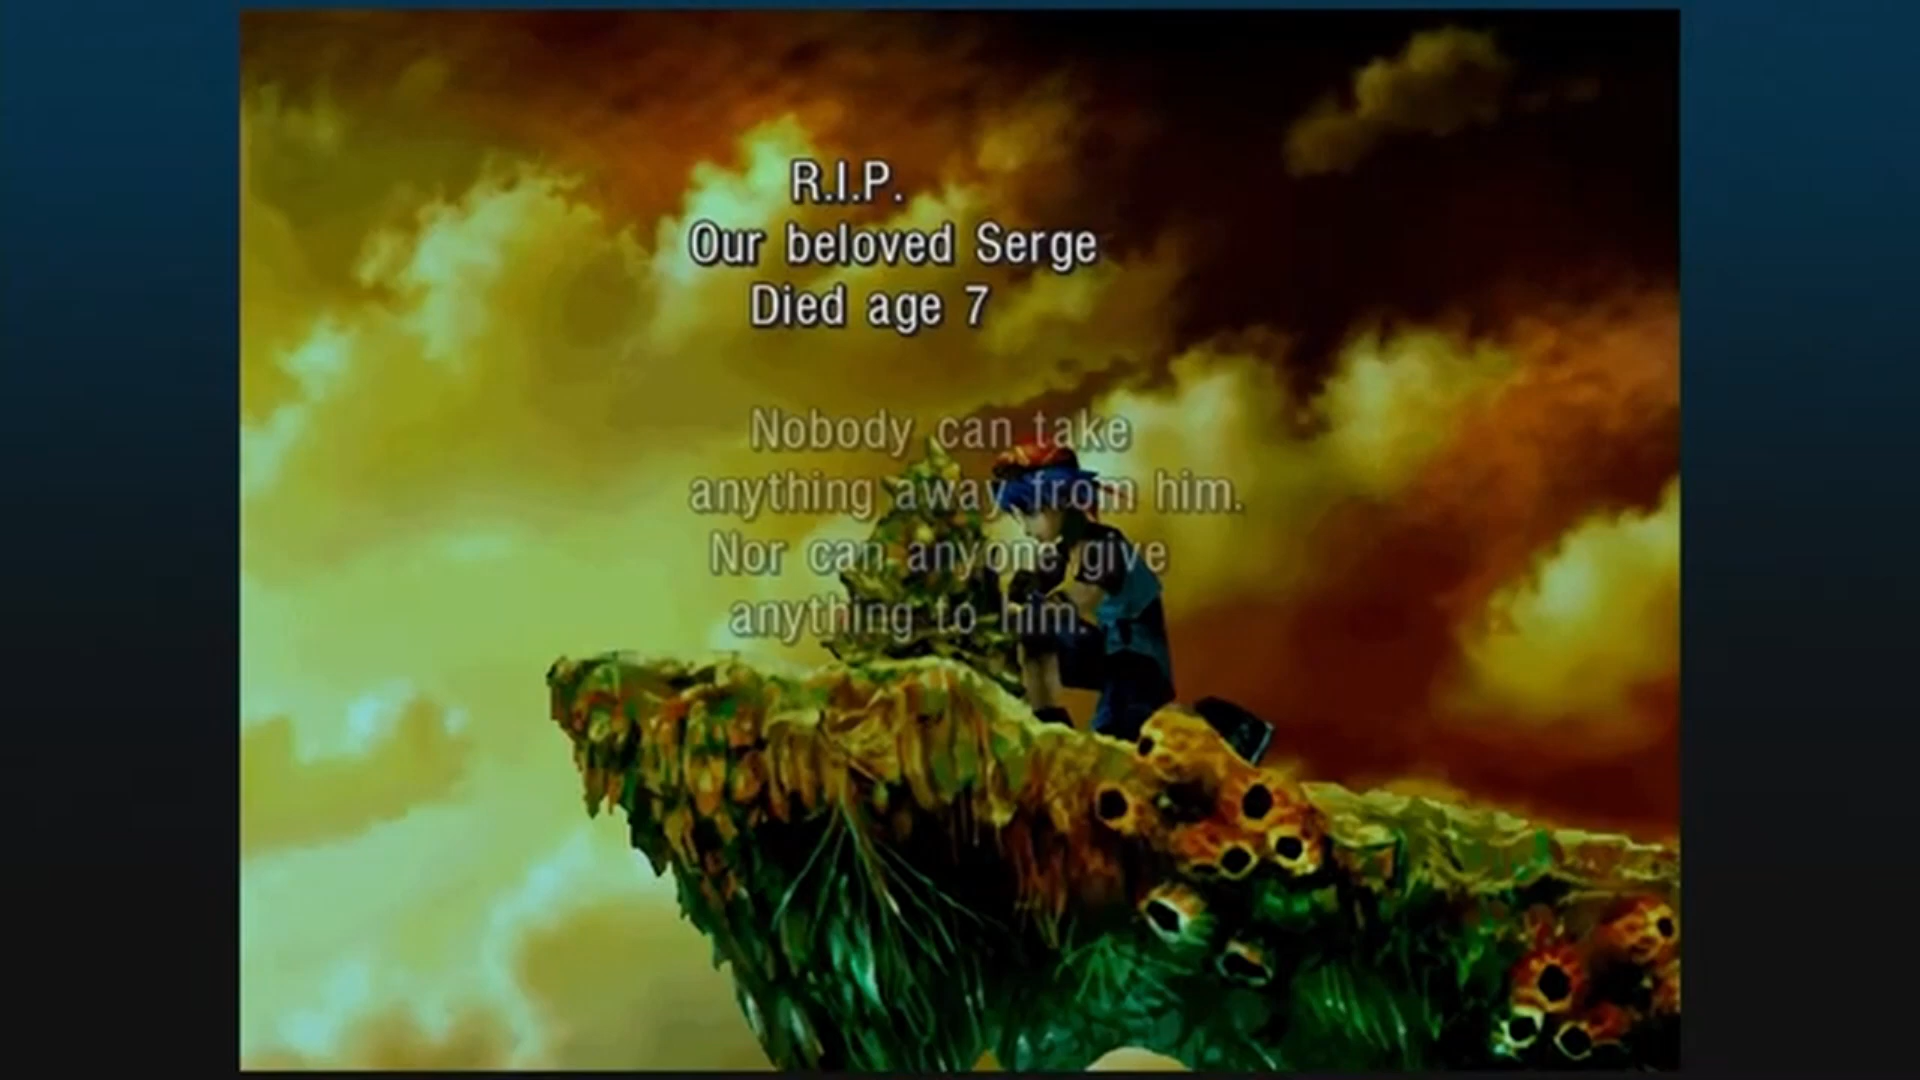 R.I.P.
Our beloved Serge
Died age 7
Nobody can take
anything away from him.
Nor can anyone give
anything to him.